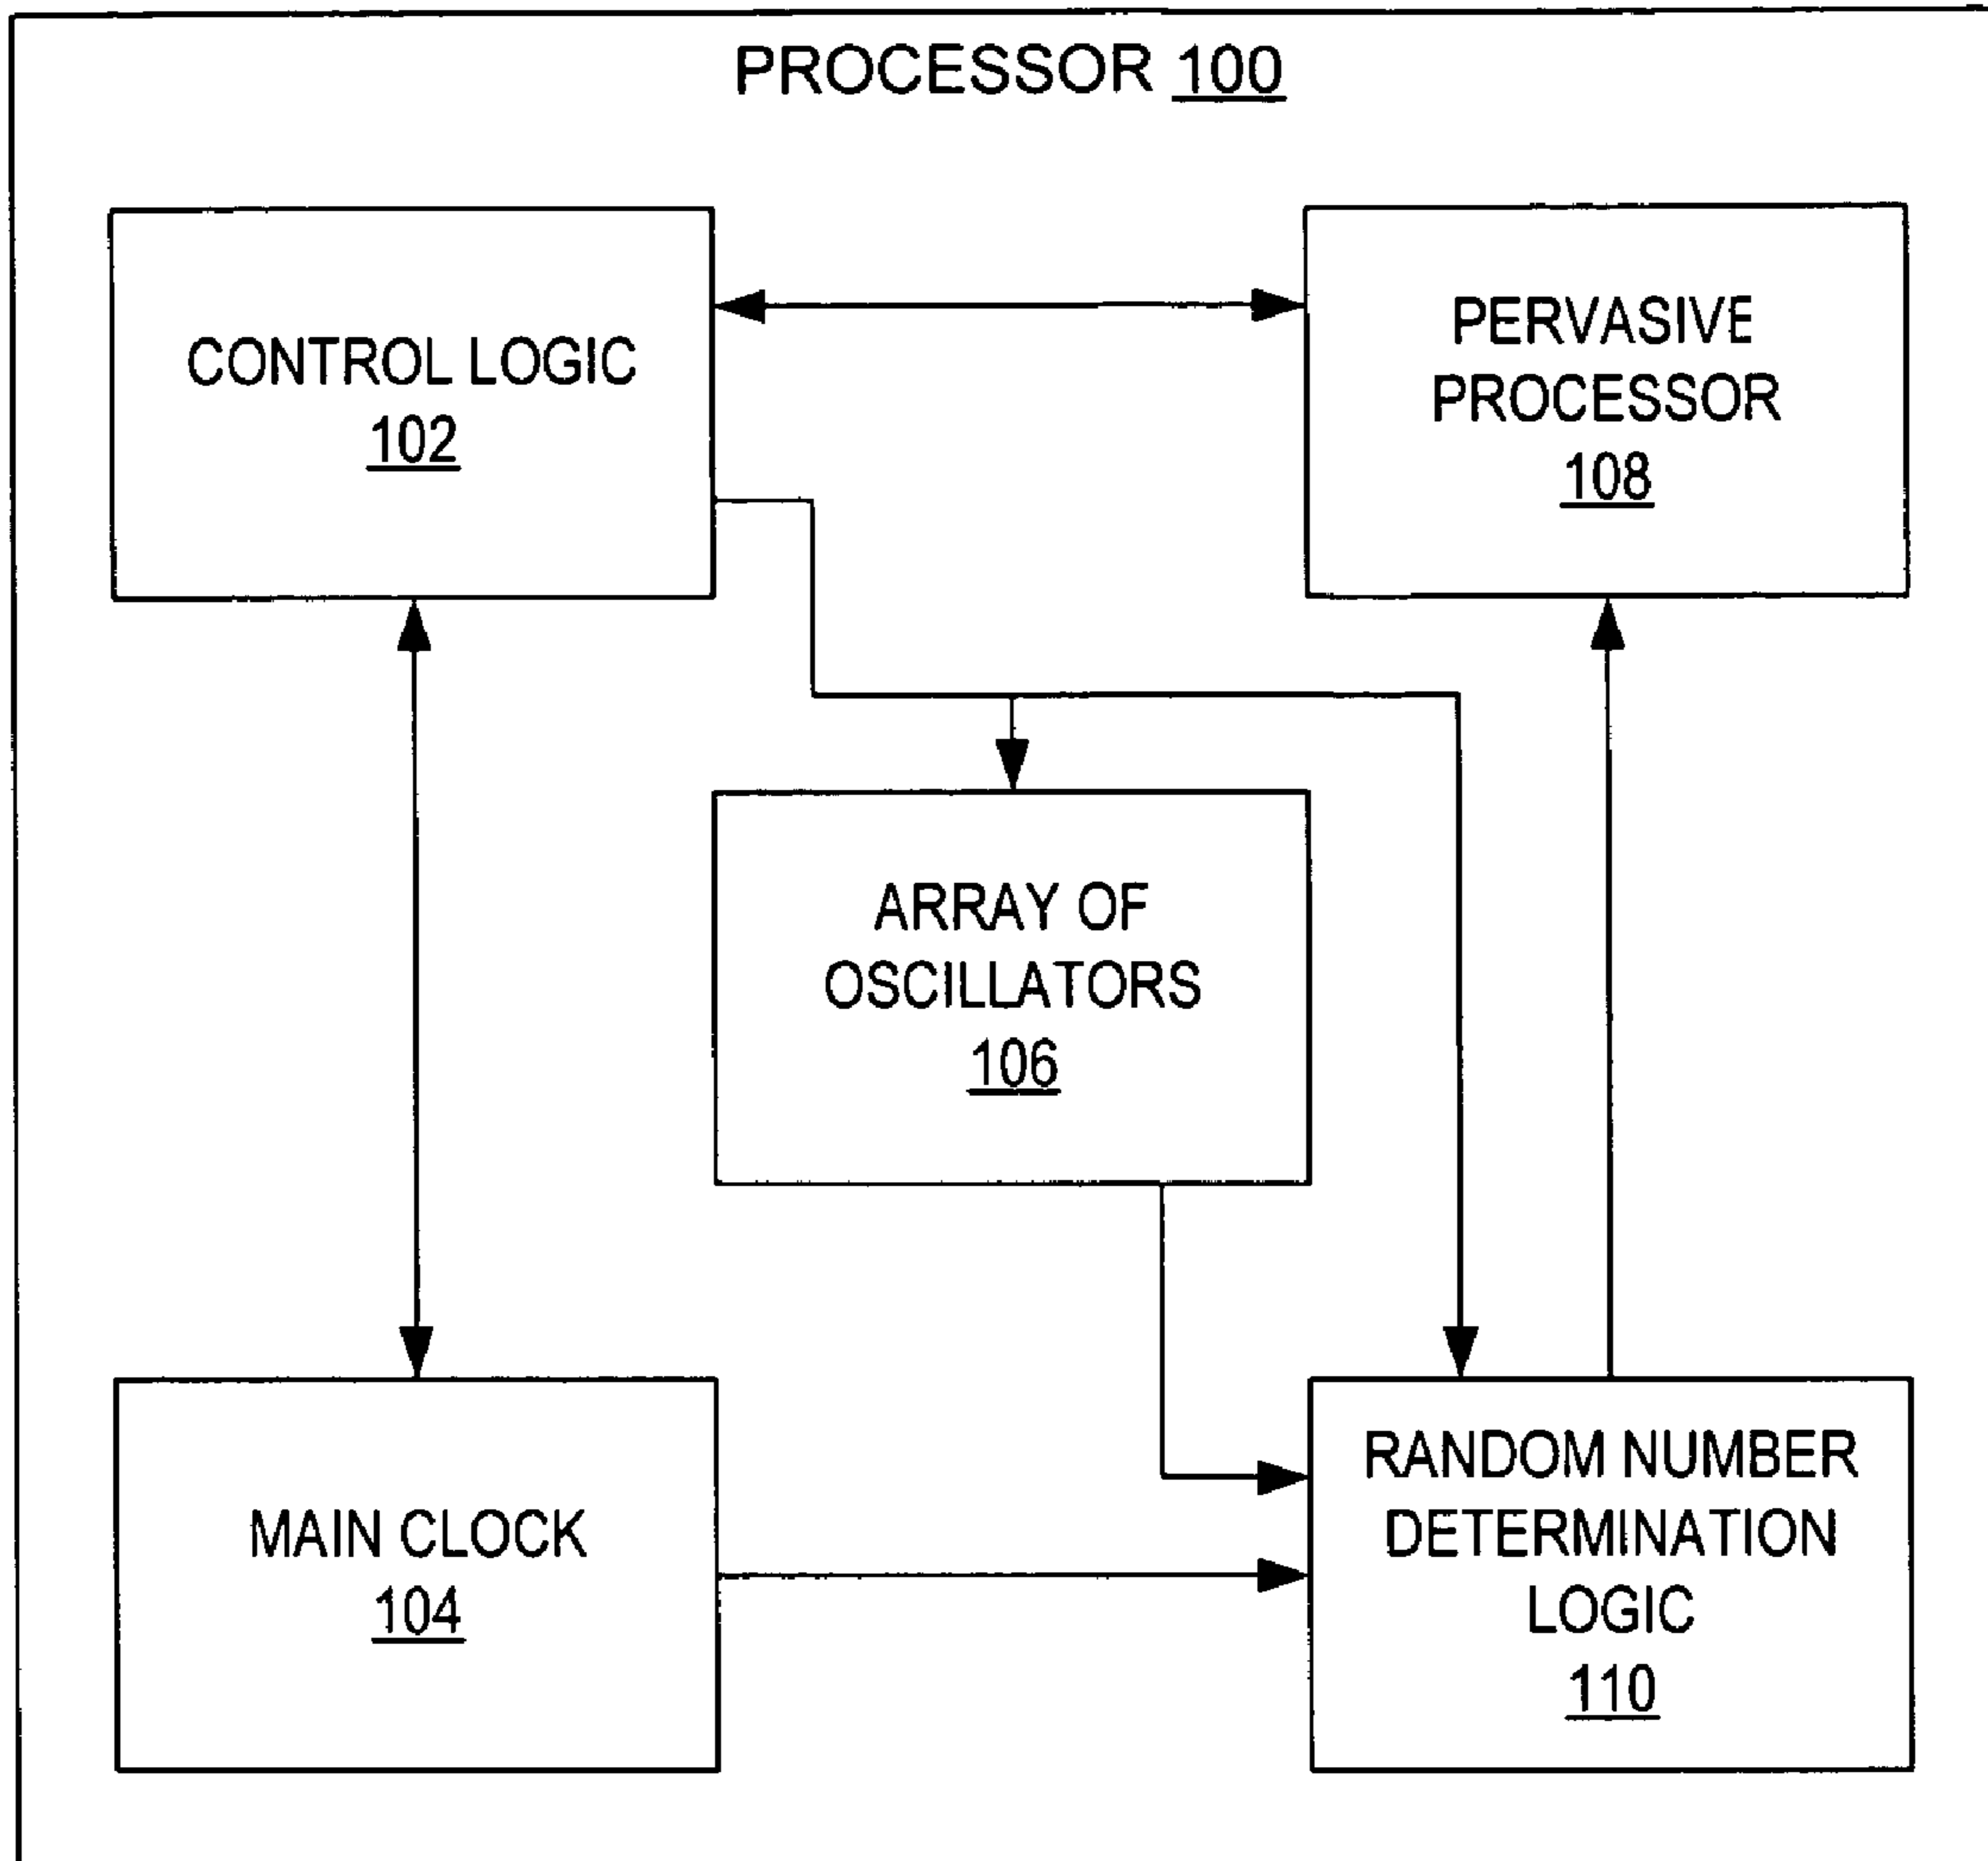 PROCESSOR 100
CONTROL LOGIC
102
PERVASIVE
PROCESSOR
108
ARRAY OF
OSCILLATORS
106
MAIN CLOCK
104
RANDOM NUMBER
DETERMINATION
LOGIC
110